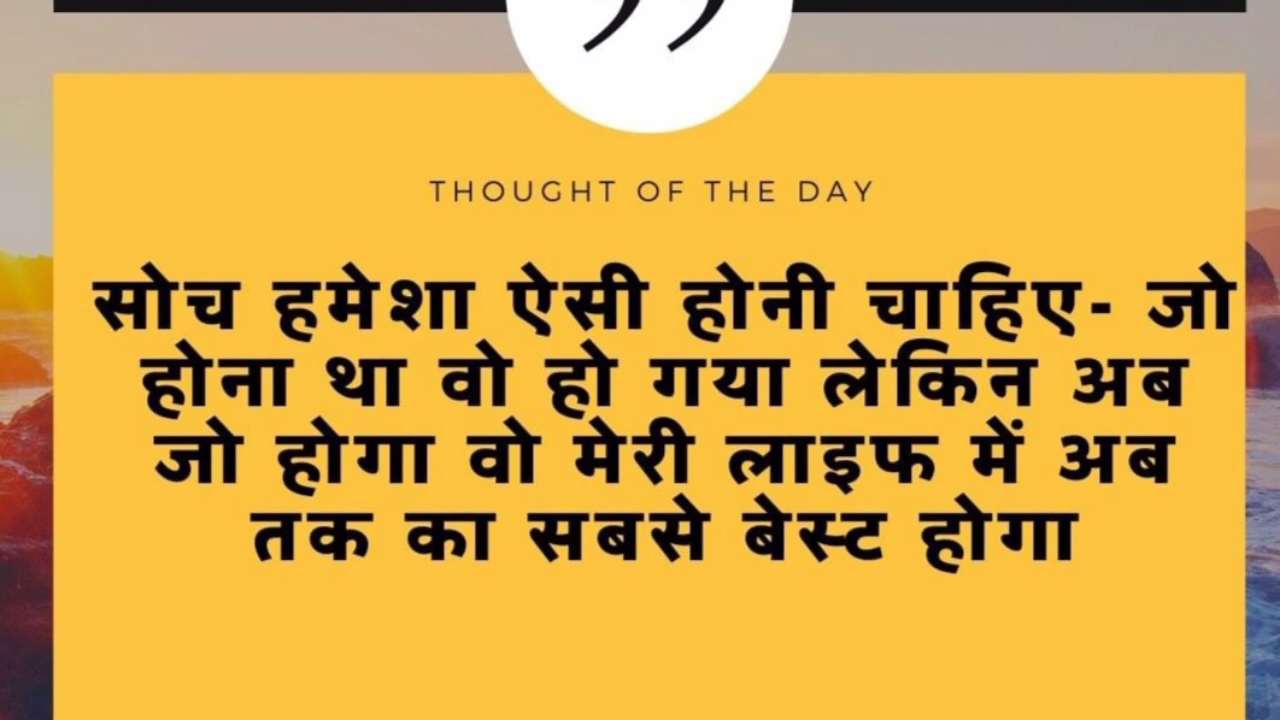 THOUGHT OF THE DAY
सोच हमेशा ऐसी होनी चाहिए- जो
होना था वो हो गया लेकिन अब
जो होगा वो मेरी लाइफ में अब
तक का सबसे बेस्ट होगा